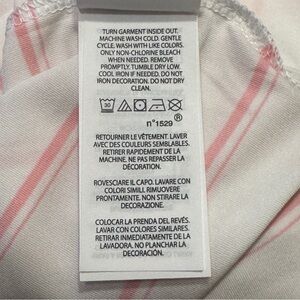 TURN GARMENT INSIDE OUT.
MACHINE WASH COLD. GENTLE
CYCLE. WASH WITH LIKE COLORS.
ONLY NON-CHLORINE BLEACH
WHEN NEEDED. REMOVE
PROMPTLY. TUMBLE DRY LOW.
COOL IRON IF NEEDED. DO NOT
IRON DECORATION. DO NOT DRY
CLEAN.
30
n°1529®
RETOURNER LE VÊTEMENT. LAVER
AVEC DES COULEURS SEMBLABLES.
RETIRER RAPIDEMENT DE LA
MACHINE. NE PAS REPASSER LA
DÉCORATION.
ROVESCIARE IL CAPO. LAVARE CON
COLORI SIMILI RIMUOVERE
PRONTAMENTE. NON STIRARE LA
DECORAZIONE.
COLOCAR LA PRENDA DEL REVÉS.
LAVAR CON COLORES SIMILARES.
RETIRAR INMEDIATAMENTE DE LA
LAVADORA. NO PLANCHAR LA
DECORACIÓN.